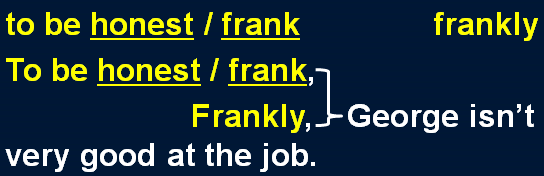 to be honest / frank frankly
To be honest / frank,
Frankly, George isn't
very good at the job.